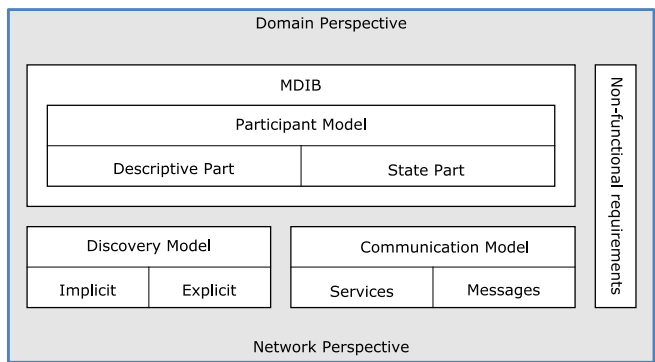 Domain Perspective
MDIB
Participant Model
Descriptive Part
State Part
Non-functional requirements
Discovery Model
Implicit
Explicit
Communication Model
Services
Messages
Network Perspective